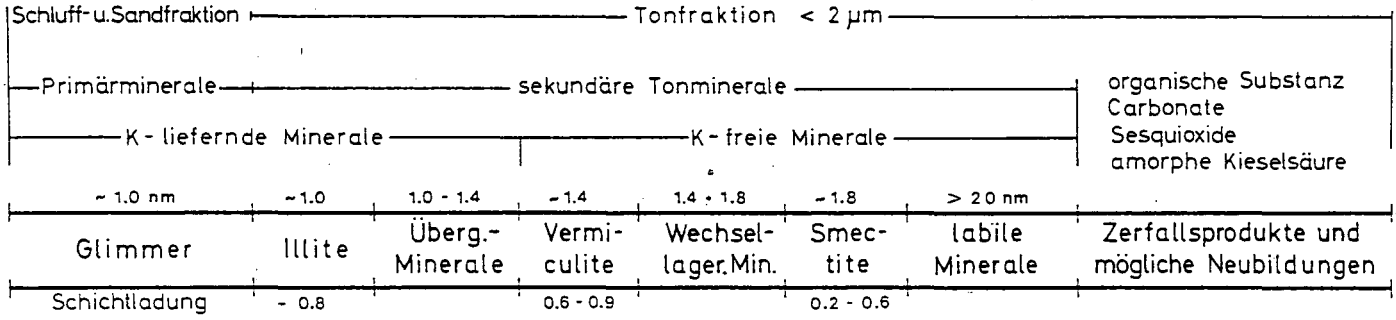 Schluff- u. Sandfraktion Tonfraktion < 2 µm
Primärminerale sekundäre Tonminerale organische Substanz
Carbonate
K - liefernde Minerale K - freie Minerale Sesquioxide
amorphe Kieselsäure
~ 1.0 nm ~1.0 1.0 - 1.4 ~1.4 1.4 + 1.8 ~1.8 > 20 nm
Glimmer Illite Überg.- Vermi- Wechsel- Smec- labile Zerfallsprodukte und
Minerale culite lager.Min. tite Minerale mögliche Neubildungen
Schichtladung ~ 0.8 0.6 - 0.9 0.2 - 0.6